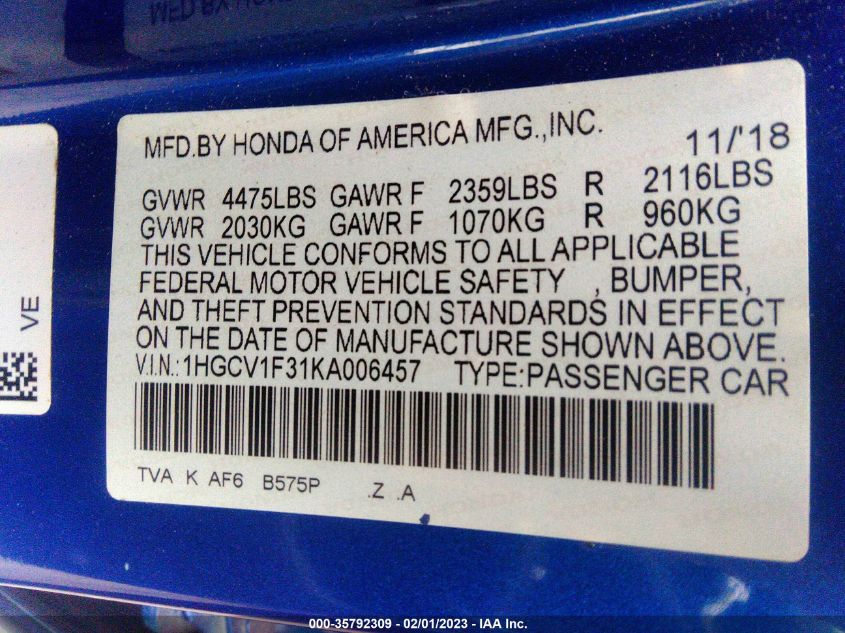 MFD.BY HONDA OF AMERICA MFG.,INC. 11/'18
GVWR 4475LBS GAWR F 2359LBS R 2116LBS
GVWR 2030KG GAWR F 1070KG R 960KG
THIS VEHICLE CONFORMS TO ALL APPLICABLE
FEDERAL MOTOR VEHICLE SAFETY , BUMPER,
AND THEFT PREVENTION STANDARDS IN EFFECT
ON THE DATE OF MANUFACTURE SHOWN ABOVE.
V.I.N.:1HGCV1F31KA006457 TYPE:PASSENGER CAR
TVA K AF6 B575P .Z .A
VE
000-35792309 - 02/01/2023 - IAA Inc.